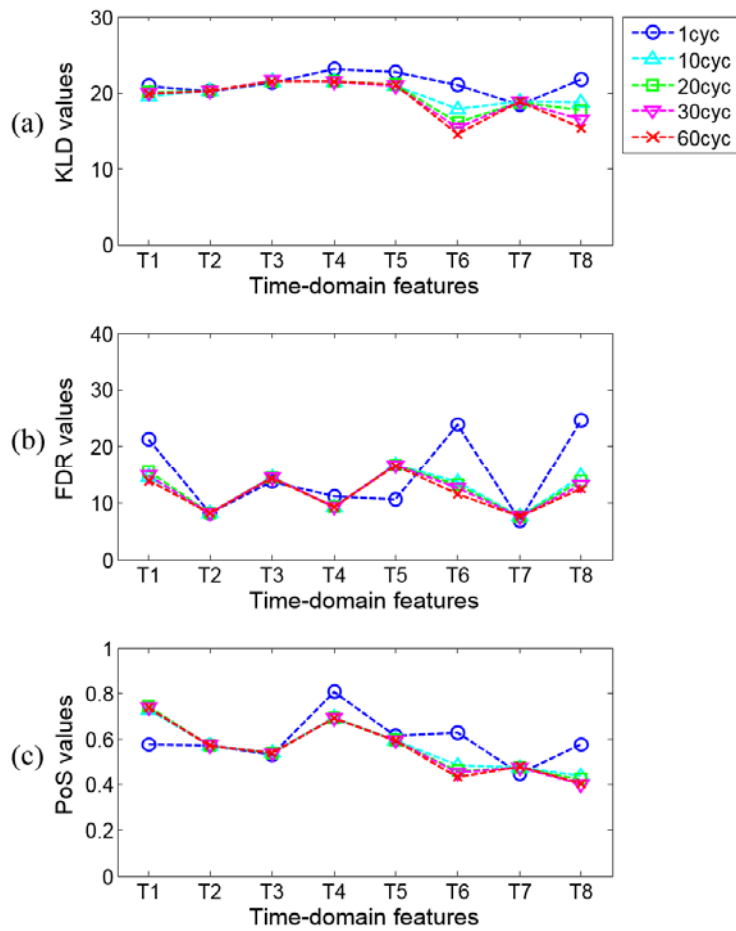 30
20
10
0
(a)
KLD values
T1 T2 T3 T4 T5 T6 T7 T8
Time-domain features
1cyc
10cyc
20cyc
30cyc
60cyc
40
30
20
10
0
(b)
FDR values
T1 T2 T3 T4 T5 T6 T7 T8
Time-domain features
1
0.8
0.6
0.4
0.2
0
(c)
PoS values
T1 T2 T3 T4 T5 T6 T7 T8
Time-domain features